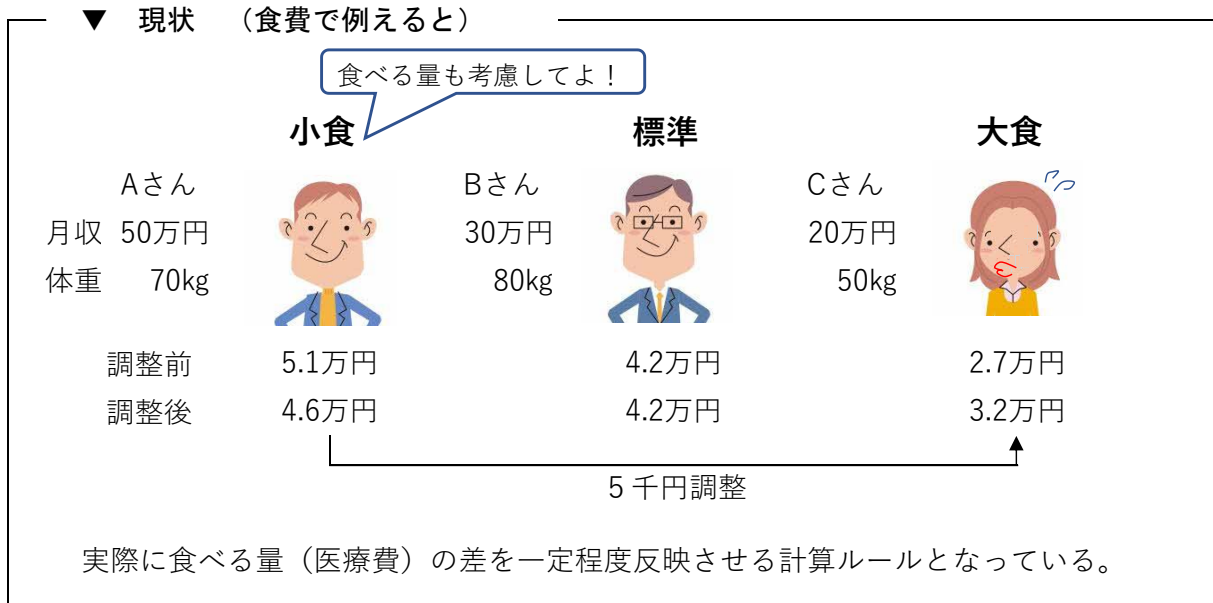 ▼ 現状 （食費で例えると）
食べる量も考慮してよ！
小食 標準 大食
Aさん Bさん Cさん
月収 50万円 30万円 20万円
体重 70kg 80kg 50kg
調整前 5.1万円 4.2万円 2.7万円
調整後 4.6万円 4.2万円 3.2万円
５千円調整
実際に食べる量（医療費）の差を一定程度反映させる計算ルールとなっている。